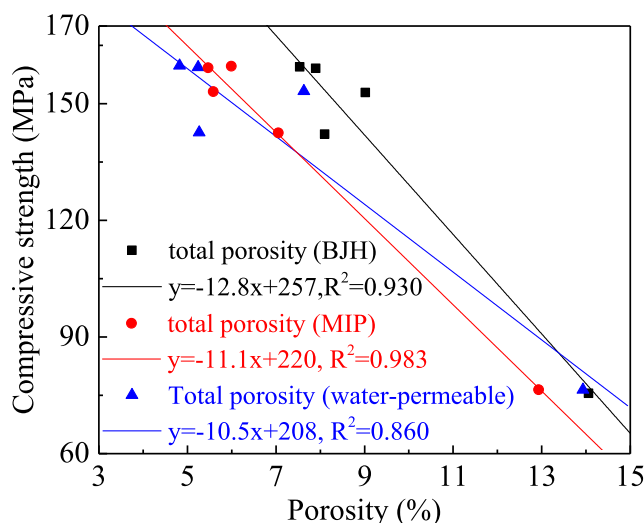 170
150
120
90
60
Compressive strength (MPa)
total porosity (BJH)
y=-12.8x+257,R²=0.930
total porosity (MIP)
y=-11.1x+220, R²=0.983
Total porosity (water-permeable)
y=-10.5x+208, R²=0.860
3 5 7 9 11 13 15
Porosity (%)